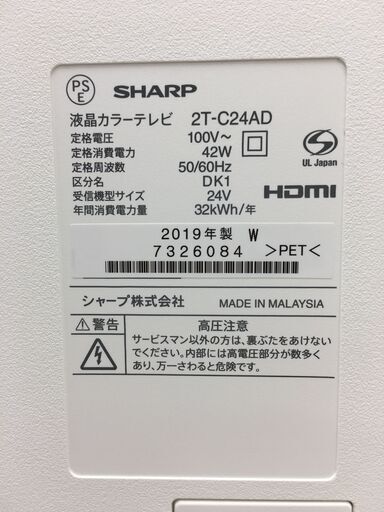 PS
E
SHARP
液晶カラーテレビ 2T-C24AD
定格電圧 100V～
定格消費電力 42W
定格周波数 50/60Hz
区分名 DK1
受信機型サイズ 24V
年間消費電力量 32kWh/年
S
UL Japan
HDMI
2019年製 W
7326084 >PET<
シャープ株式会社 MADE IN MALAYSIA
警告
高圧注意
サービスマン以外の方は、裏ぶたをあけない
でください。内部には高電圧部分が数多く
あり、万一さわると危険です。